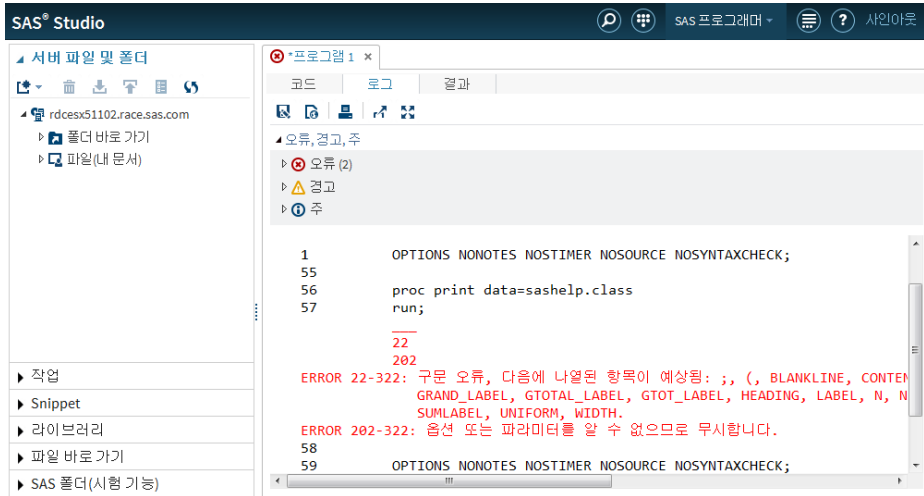 SAS® Studio
SAS 프로그래머
?
사인아웃
서버 파일 및 폴더
rdcesx51102.race.sas.com
폴더 바로 가기
파일(내 문서)
작업
Snippet
라이브러리
파일 바로 가기
SAS 폴더(시험 기능)
*프로그램 1 ×
코드 로그 결과
오류, 경고, 주
오류 (2)
경고
주
1 OPTIONS NONOTES NOSTIMER NOSOURCE NOSYNTAXCHECK;
55
56 proc print data=sashelp.class
57 run;
22
202
ERROR 22-322: 구문 오류, 다음에 나열된 항목이 예상됨: ;, (, BLANKLINE, CONTEN
GRAND_LABEL, GTOTAL_LABEL, GTOT_LABEL, HEADING, LABEL, N, N
SUMLABEL, UNIFORM, WIDTH.
ERROR 202-322: 옵션 또는 파라미터를 알 수 없으므로 무시합니다.
58
59 OPTIONS NONOTES NOSTIMER NOSOURCE NOSYNTAXCHECK;